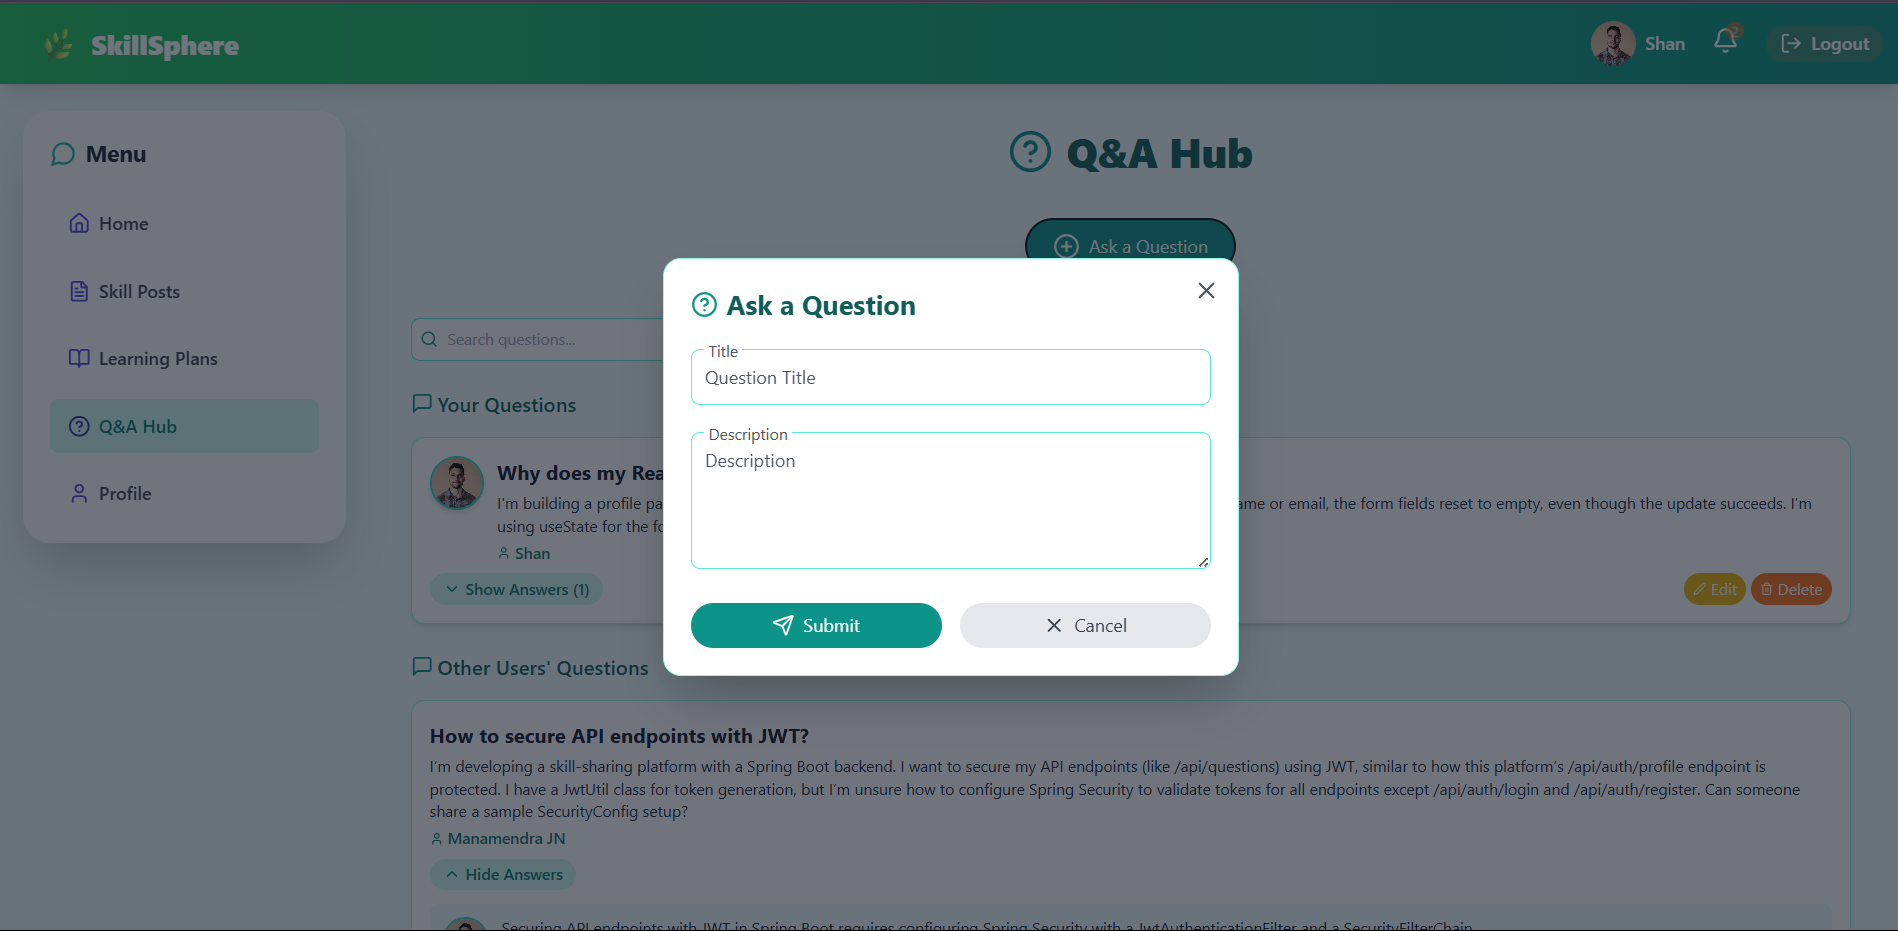 SkillSphere
Shan
2
Logout
Menu
Home
Skill Posts
Learning Plans
Q&A Hub
Profile
Q&A Hub
Ask a Question
Search questions...
Your Questions
Why does my Rea
I'm building a profile pa
ame or email, the form fields reset to empty, even though the update succeeds. I'm
using useState for the fo
Shan
Show Answers (1)
Edit
Delete
Ask a Question
Title
Question Title
Description
Description
Submit
Cancel
Other Users' Questions
How to secure API endpoints with JWT?
I'm developing a skill-sharing platform with a Spring Boot backend. I want to secure my API endpoints (like /api/questions) using JWT, similar to how this platform's /api/auth/profile endpoint is
protected. I have a JwtUtil class for token generation, but I'm unsure how to configure Spring Security to validate tokens for all endpoints except /api/auth/login and /api/auth/register. Can someone
share a sample SecurityConfig setup?
Manamendra JN
Hide Answers
Securing API endpoints with JWT in Spring Boot requires configuring Spring Security with a JwtAuthenticationFilter and a SecurityFilterChain